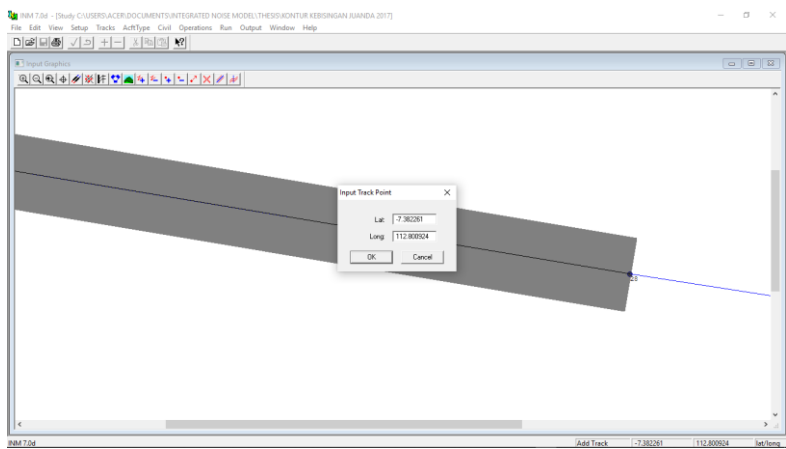 INM 7.0d - [Study C:\USERS\ACER\DOCUMENTS\INTEGRATED NOISE MODEL\THESIS\KONTUR KEBISINGAN JUANDA 2017]
File Edit View Setup Tracks AcftType Civil Operations Run Output Window Help
Input Graphics
Input Track Point
Lat: -7.382261
Long: 112.800924
OK Cancel
28
INM 7.0d Add Track -7.382261 112.800924 lat/long